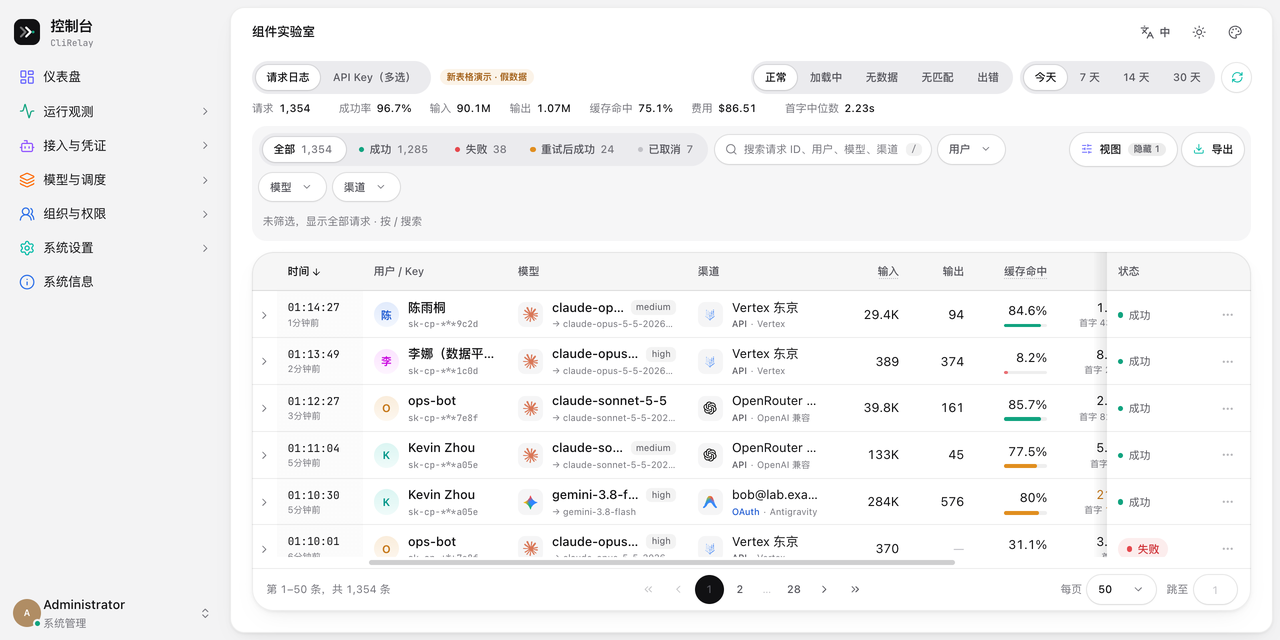 控制台
CliRelay
仪表盘
运行观测
接入与凭证
模型与调度
组织与权限
系统设置
系统信息
A Administrator
系统管理
组件实验室
中
请求日志 API Key（多选） 新表格演示 · 假数据
正常 加载中 无数据 无匹配 出错 今天 7 天 14 天 30 天
请求 1,354 成功率 96.7% 输入 90.1M 输出 1.07M 缓存命中 75.1% 费用 $86.51 首字中位数 2.23s
全部 1,354 成功 1,285 失败 38 重试后成功 24 已取消 7 搜索请求 ID、用户、模型、渠道 / 用户 视图 隐藏 1 导出
模型 渠道
未筛选，显示全部请求 · 按 / 搜索
时间 ↓ 用户 / Key 模型 渠道 输入 输出 缓存命中 状态
01:14:27 陈 陈雨桐 claude-op... medium Vertex 东京 29.4K 94 84.6% 1. 成功 ...
1分钟前 sk-cp-***9c2d → claude-opus-5-5-2026... API · Vertex 首字
01:13:49 李 李娜（数据平... claude-opus... high Vertex 东京 389 374 8.2% 8. 成功 ...
2分钟前 sk-cp-***1c0d → claude-opus-5-5-2026... API · Vertex 首字
01:12:27 O ops-bot claude-sonnet-5-5 OpenRouter ... 39.8K 161 85.7% 2. 成功 ...
3分钟前 sk-cp-***7e8f → claude-sonnet-5-5-202... API · OpenAI 兼容 首字
01:11:04 K Kevin Zhou claude-so... medium OpenRouter ... 133K 45 77.5% 5. 成功 ...
5分钟前 sk-cp-***a05e → claude-sonnet-5-5-202... API · OpenAI 兼容 首字
01:10:30 K Kevin Zhou gemini-3.8-f... high bob@lab.exa... 284K 576 80% 2 成功 ...
5分钟前 sk-cp-***a05e → gemini-3.8-flash OAuth · Antigravity 首字
01:10:01 O ops-bot claude-opus... high Vertex 东京 370 — 31.1% 3. 失败 ...
第 1–50 条，共 1,354 条 « ‹ 1 2 ... 28 › » 每页 50 跳至 1